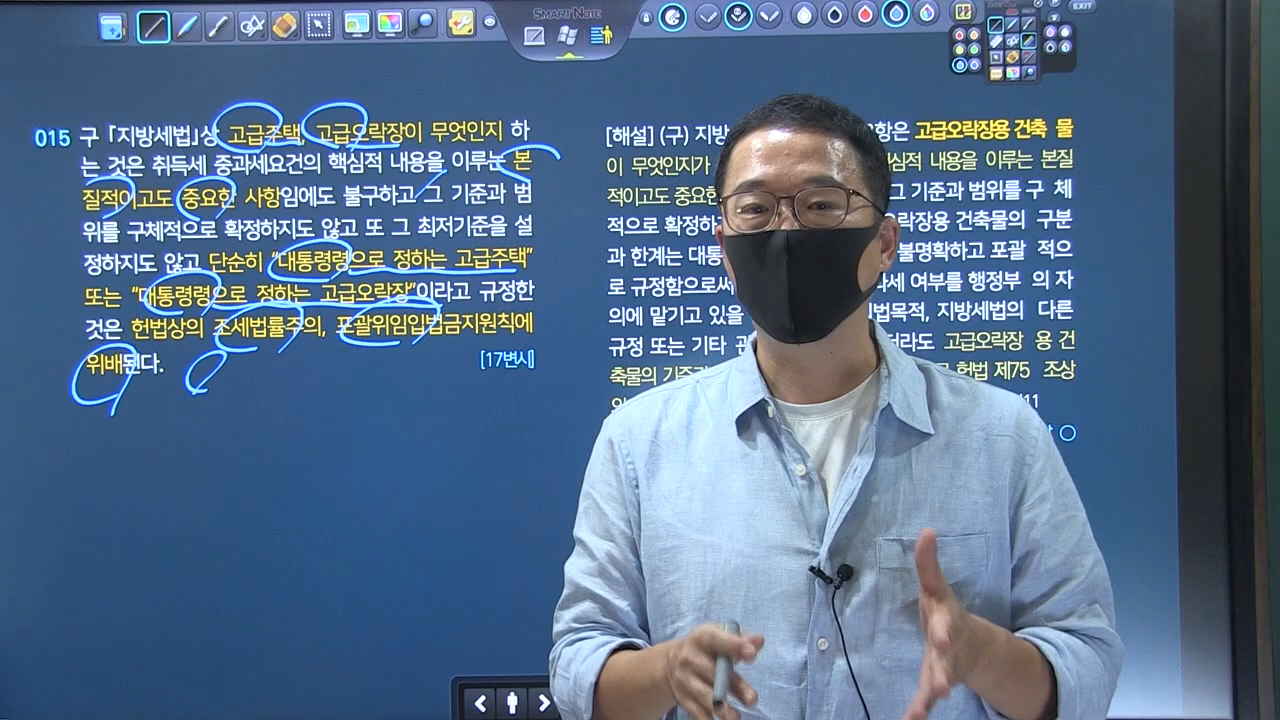 SMART NOTE
EXIT
015 구 「지방세법」상 고급주택, 고급오락장이 무엇인지 하
는 것은 취득세 중과세요건의 핵심적 내용을 이루는 본
질적이고도 중요한 사항임에도 불구하고 그 기준과 범
위를 구체적으로 확정하지도 않고 또 그 최저기준을 설
정하지도 않고 단순히 “대통령령으로 정하는 고급주택”
또는 “대통령령으로 정하는 고급오락장”이라고 규정한
것은 헌법상의 조세법률주의, 포괄위임입법금지원칙에
위배된다. [17변시]
[해설] (구) 지방 항은 고급오락장용 건축 물
이 무엇인지가 핵심적 내용을 이루는 본질
적이고도 중요한 그 기준과 범위를 구 체
적으로 확정하지 오락장용 건축물의 구분
과 한계는 대통 불명확하고 포괄 적으
로 규정함으로써 과세 여부를 행정부 의 자
의에 맡기고 있을 입법목적, 지방세법의 다른
규정 또는 기타 관 더라도 고급오락장 용 건
축물의 기준과 헌법 제75 조상